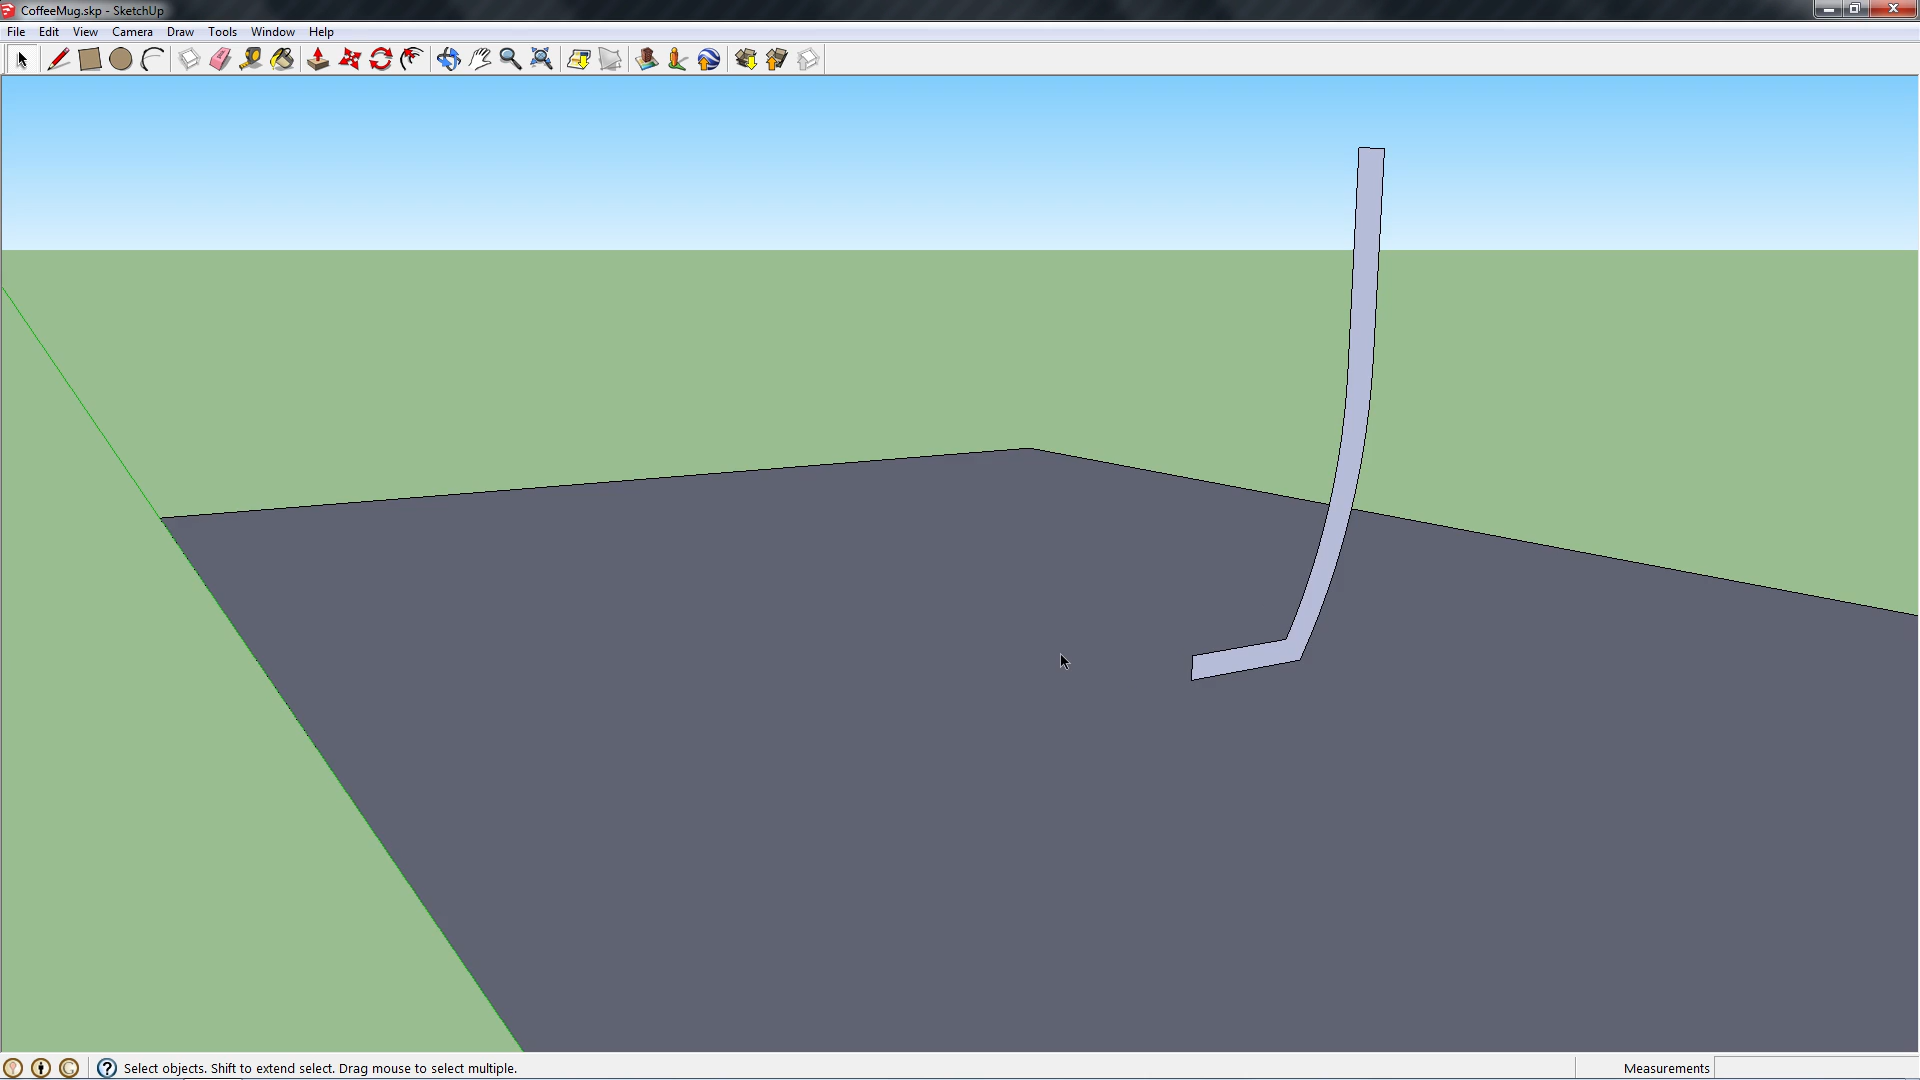 CoffeeMug.skp - SketchUp
File Edit View Camera Draw Tools Window Help
Select objects. Shift to extend select. Drag mouse to select multiple.
Measurements